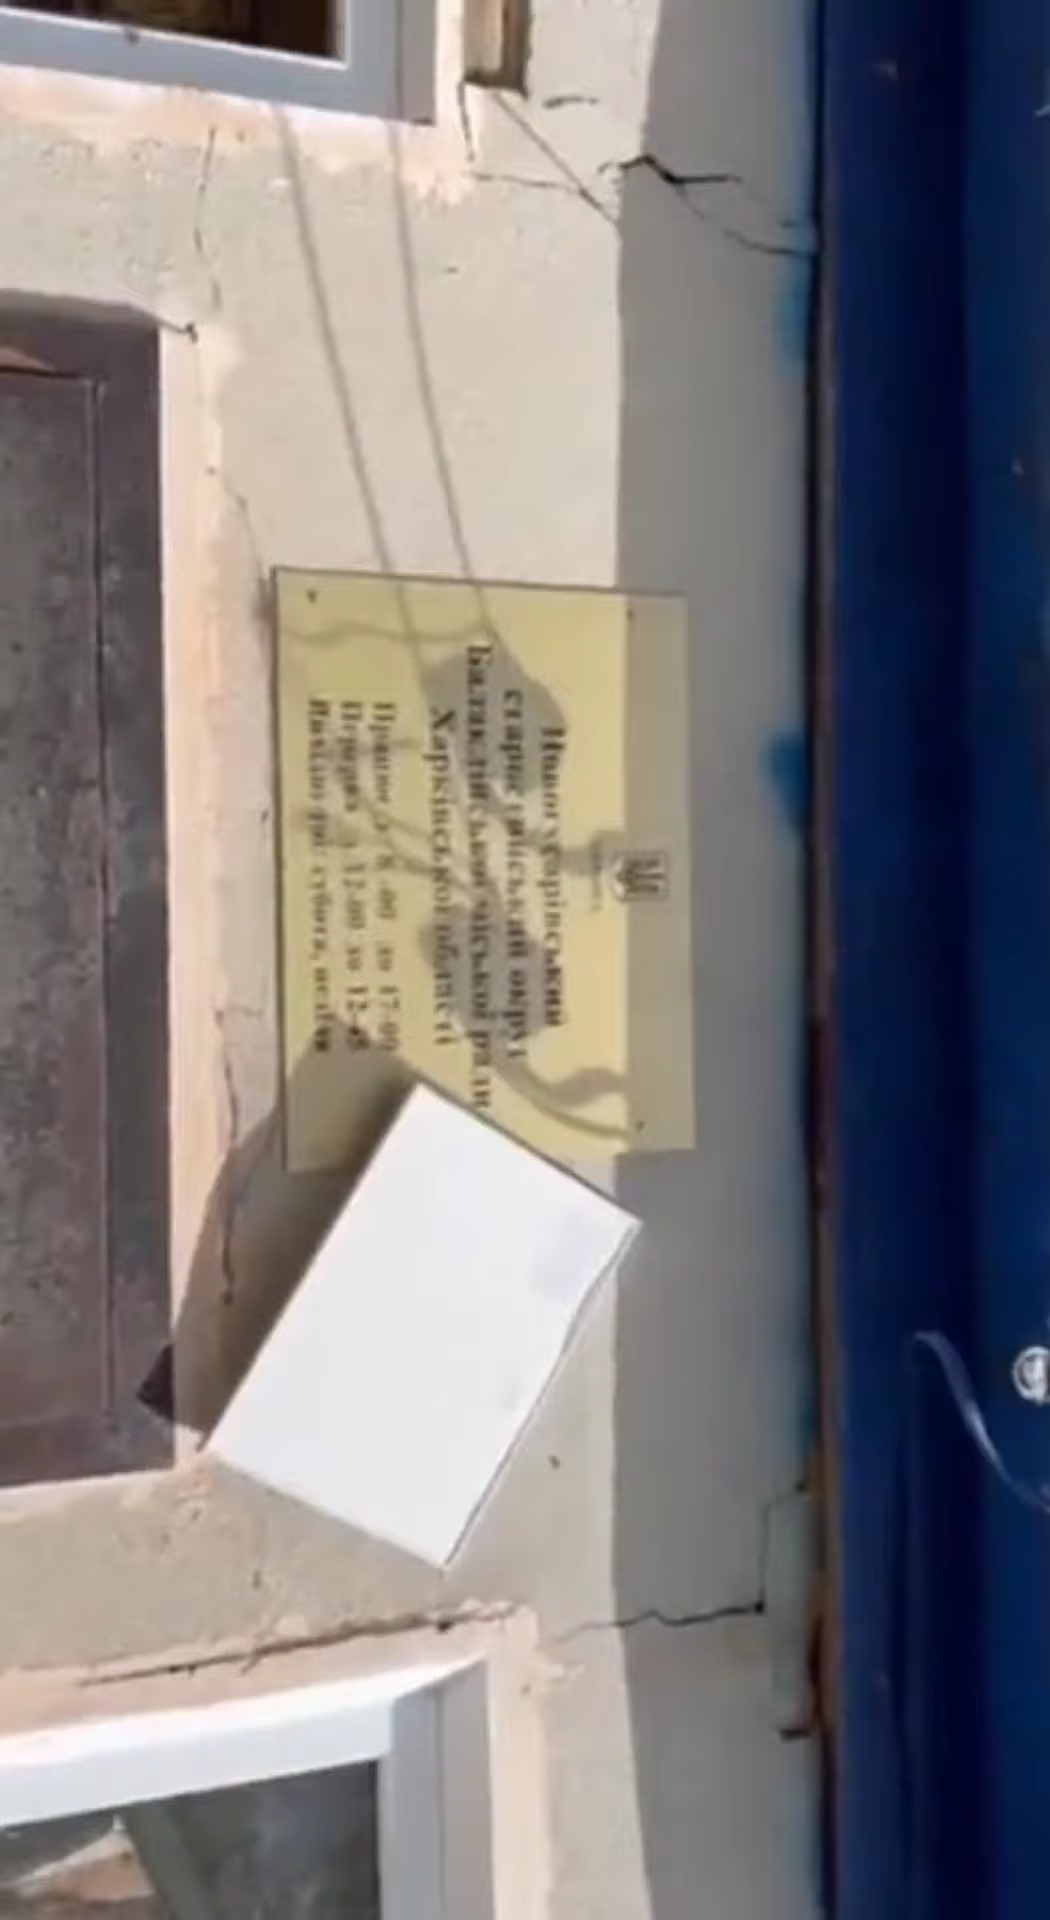 Новогусарівський
старостинський округ
Балаклійської міської ради
Харківської області
Працює з 8-00 до 17-00
Перерва з 12-00 до 12-45
Вихідні дні: субота, неділя